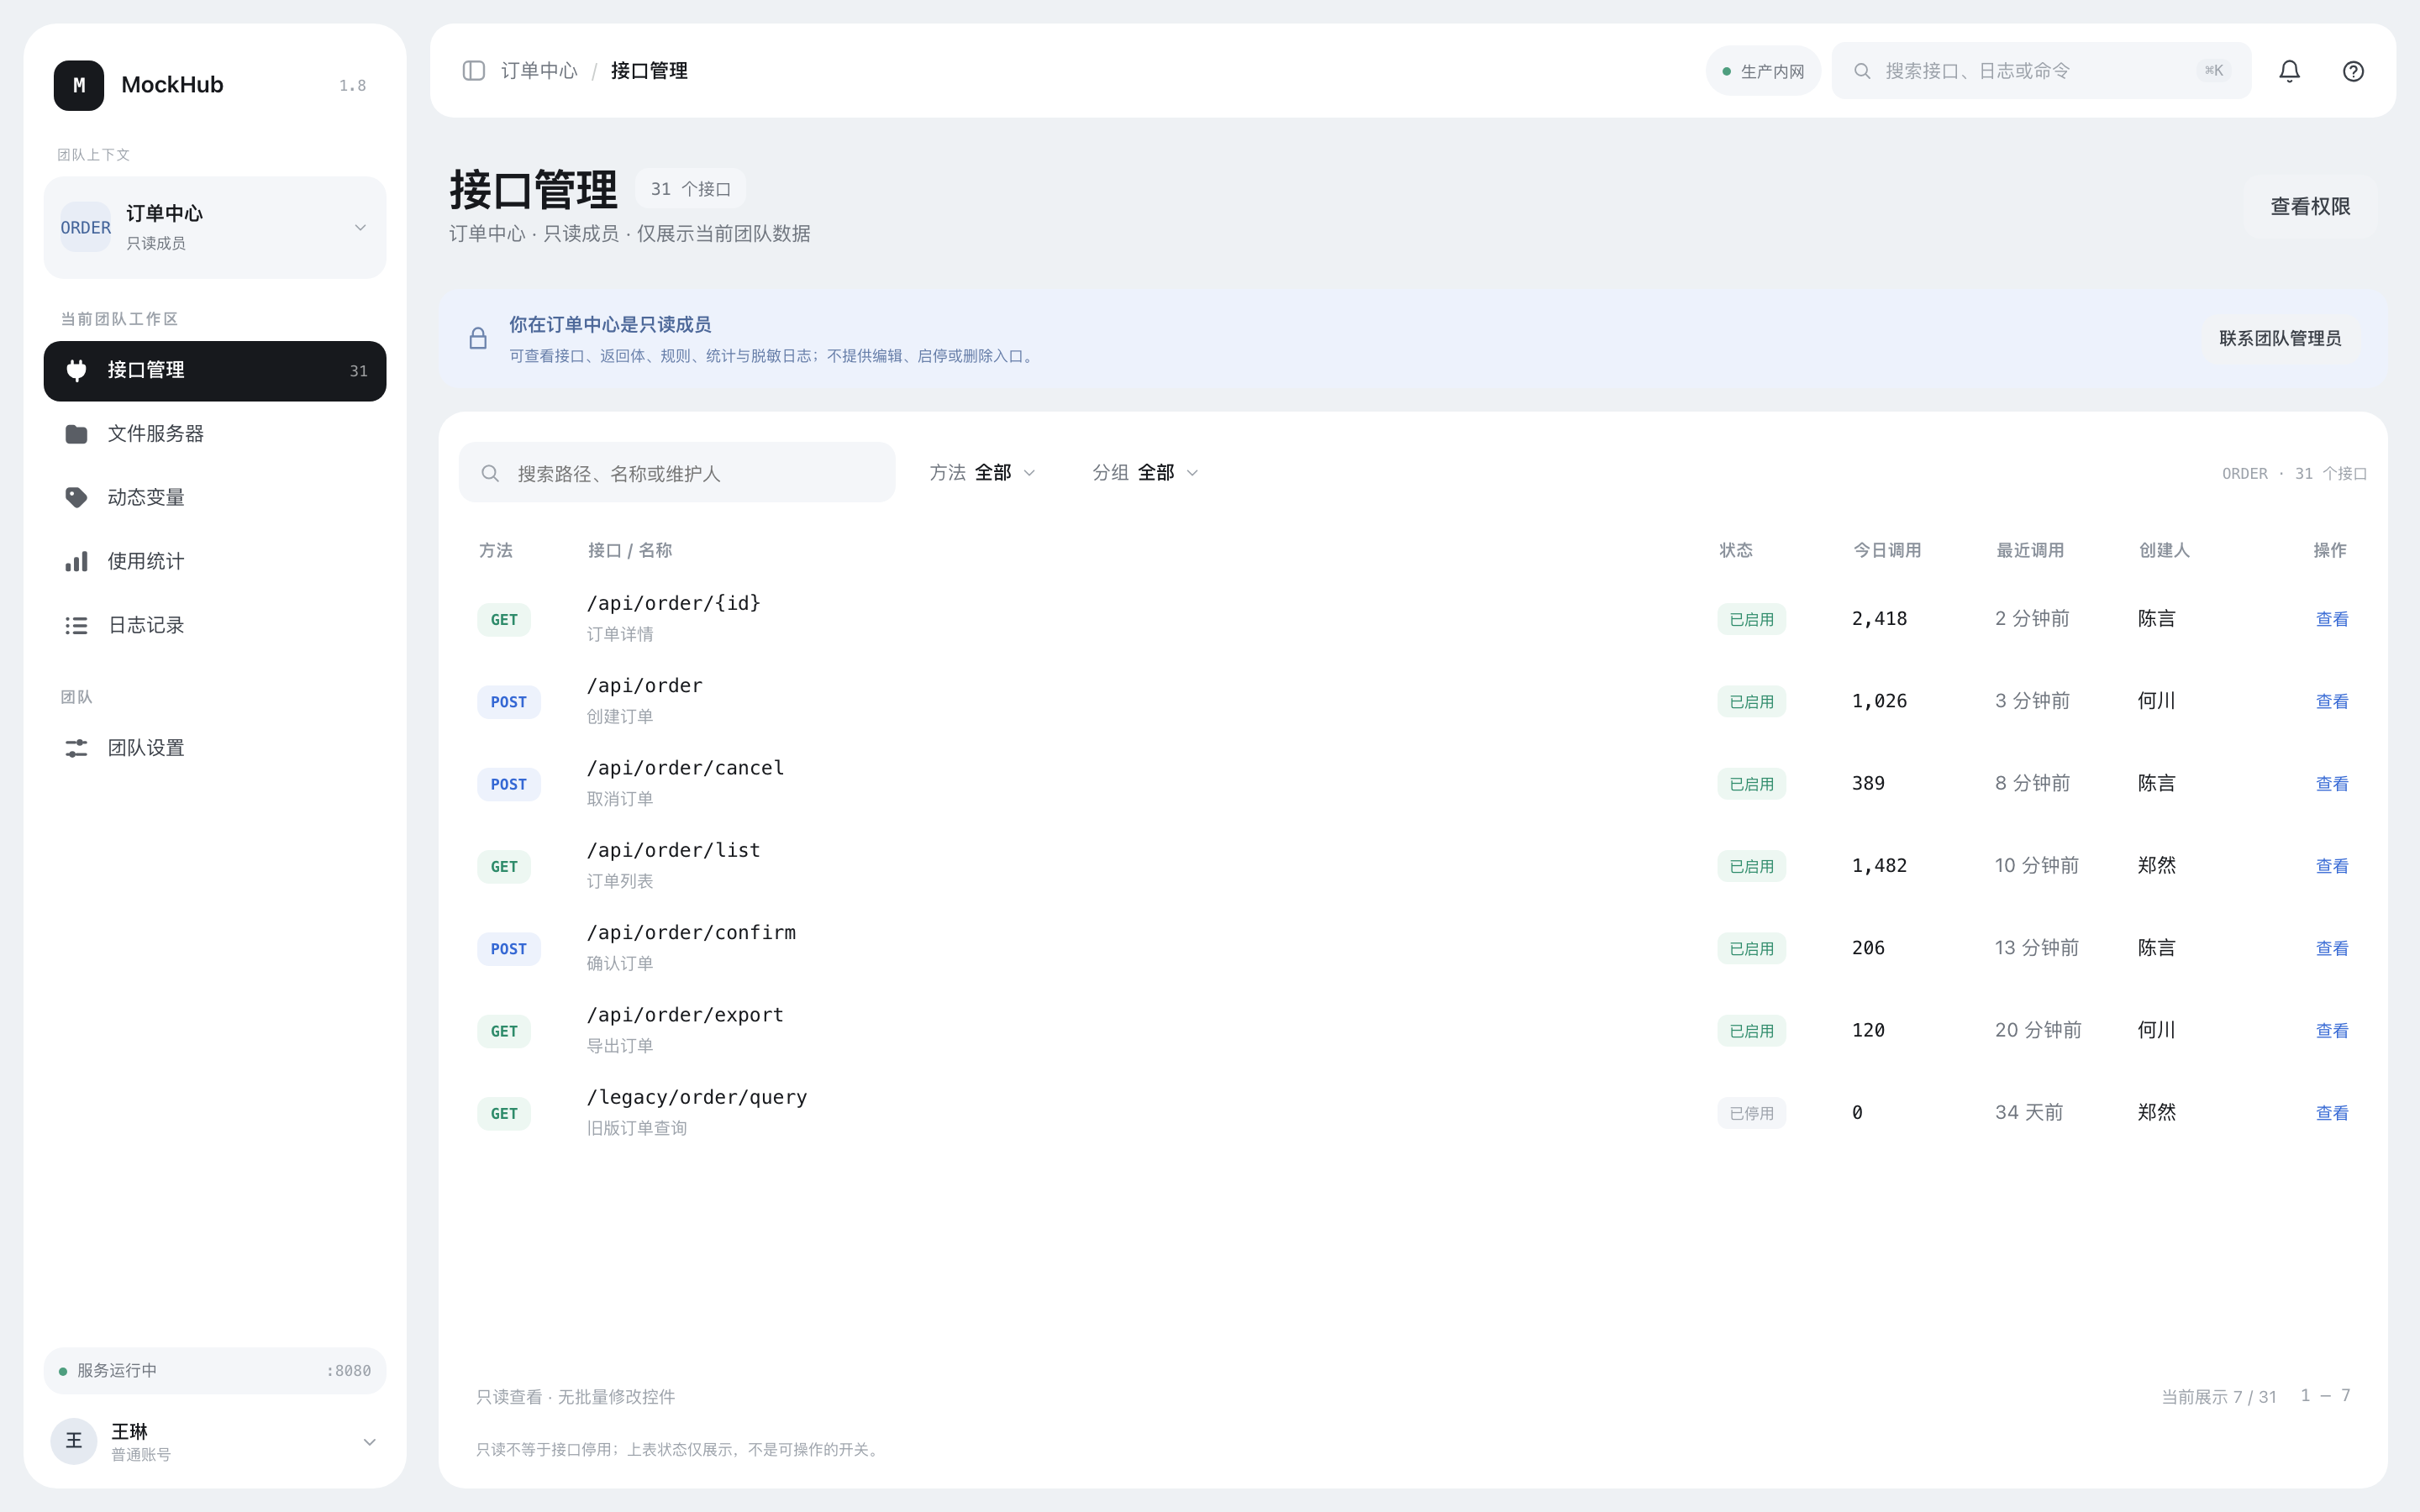 M MockHub 1.8
团队上下文
ORDER 订单中心
只读成员
当前团队工作区
接口管理 31
文件服务器
动态变量
使用统计
日志记录
团队
团队设置
服务运行中 :8080
王 王琳
普通账号
订单中心 / 接口管理
生产内网
搜索接口、日志或命令 ⌘K
接口管理 31 个接口
订单中心 · 只读成员 · 仅展示当前团队数据
查看权限
你在订单中心是只读成员
可查看接口、返回体、规则、统计与脱敏日志；不提供编辑、启停或删除入口。
联系团队管理员
搜索路径、名称或维护人
方法 全部
分组 全部
ORDER · 31 个接口
方法 接口 / 名称 状态 今日调用 最近调用 创建人 操作
GET /api/order/{id} 已启用 2,418 2 分钟前 陈言 查看
订单详情
POST /api/order 已启用 1,026 3 分钟前 何川 查看
创建订单
POST /api/order/cancel 已启用 389 8 分钟前 陈言 查看
取消订单
GET /api/order/list 已启用 1,482 10 分钟前 郑然 查看
订单列表
POST /api/order/confirm 已启用 206 13 分钟前 陈言 查看
确认订单
GET /api/order/export 已启用 120 20 分钟前 何川 查看
导出订单
GET /legacy/order/query 已停用 0 34 天前 郑然 查看
旧版订单查询
只读查看 · 无批量修改控件 当前展示 7 / 31 1 — 7
只读不等于接口停用；上表状态仅展示，不是可操作的开关。